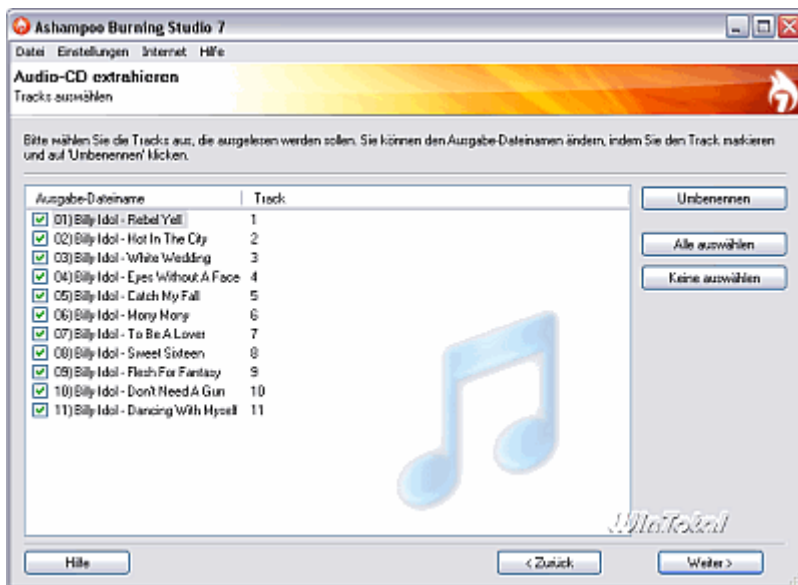 Ashampoo Burning Studio 7
Datei Einstellungen Internet Hilfe
Audio-CD extrahieren
Tracks auswählen
Bitte wählen Sie die Tracks aus, die ausgelesen werden sollen. Sie können den Ausgabe-Dateinamen ändern, indem Sie den Track markieren
und auf 'Umbenennen' klicken.
Ausgabe-Dateiname Track
01) Billy Idol - Rebel Yell 1
02) Billy Idol - Hot In The City 2
03) Billy Idol - White Wedding 3
04) Billy Idol - Eyes Without A Face 4
05) Billy Idol - Catch My Fall 5
06) Billy Idol - Mony Mony 6
07) Billy Idol - To Be A Lover 7
08) Billy Idol - Sweet Sixteen 8
09) Billy Idol - Flesh For Fantasy 9
10) Billy Idol - Don't Need A Gun 10
11) Billy Idol - Dancing With Myself 11
Umbenennen
Alle auswählen
Keine auswählen
WinTotal
Hilfe
< Zurück
Weiter >